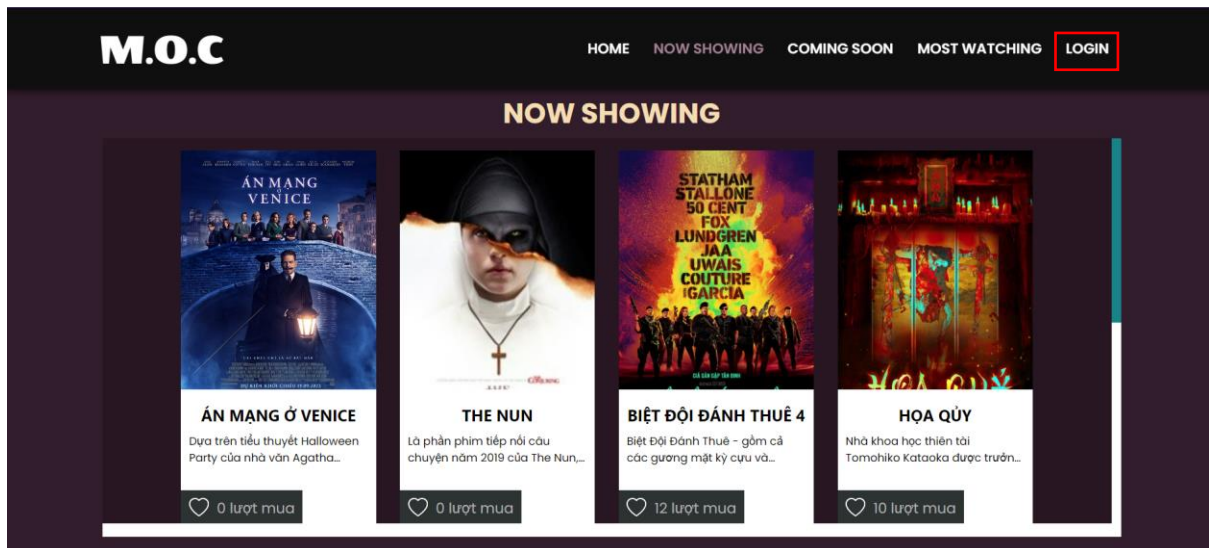 M.O.C
HOME NOW SHOWING COMING SOON MOST WATCHING LOGIN
NOW SHOWING
ÁN MẠNG
Ở
VENICE
STATHAM
STALLONE
50 CENT
FOX
LUNDGREN
JAA
UWAIS
COUTURE
GARCIA
HỌA QUỶ
ÁN MẠNG Ở VENICE
Dựa trên tiểu thuyết Halloween
Party của nhà văn Agatha...
0 lượt mua
THE NUN
Là phần phim tiếp nối câu
chuyện năm 2019 của The Nun,...
0 lượt mua
BIỆT ĐỘI ĐÁNH THUÊ 4
Biệt Đội Đánh Thuê - gồm cả
các gương mặt kỳ cựu và...
12 lượt mua
HỌA QỦY
Nhà khoa học thiên tài
Tomohiko Kataoka được trưởn...
10 lượt mua